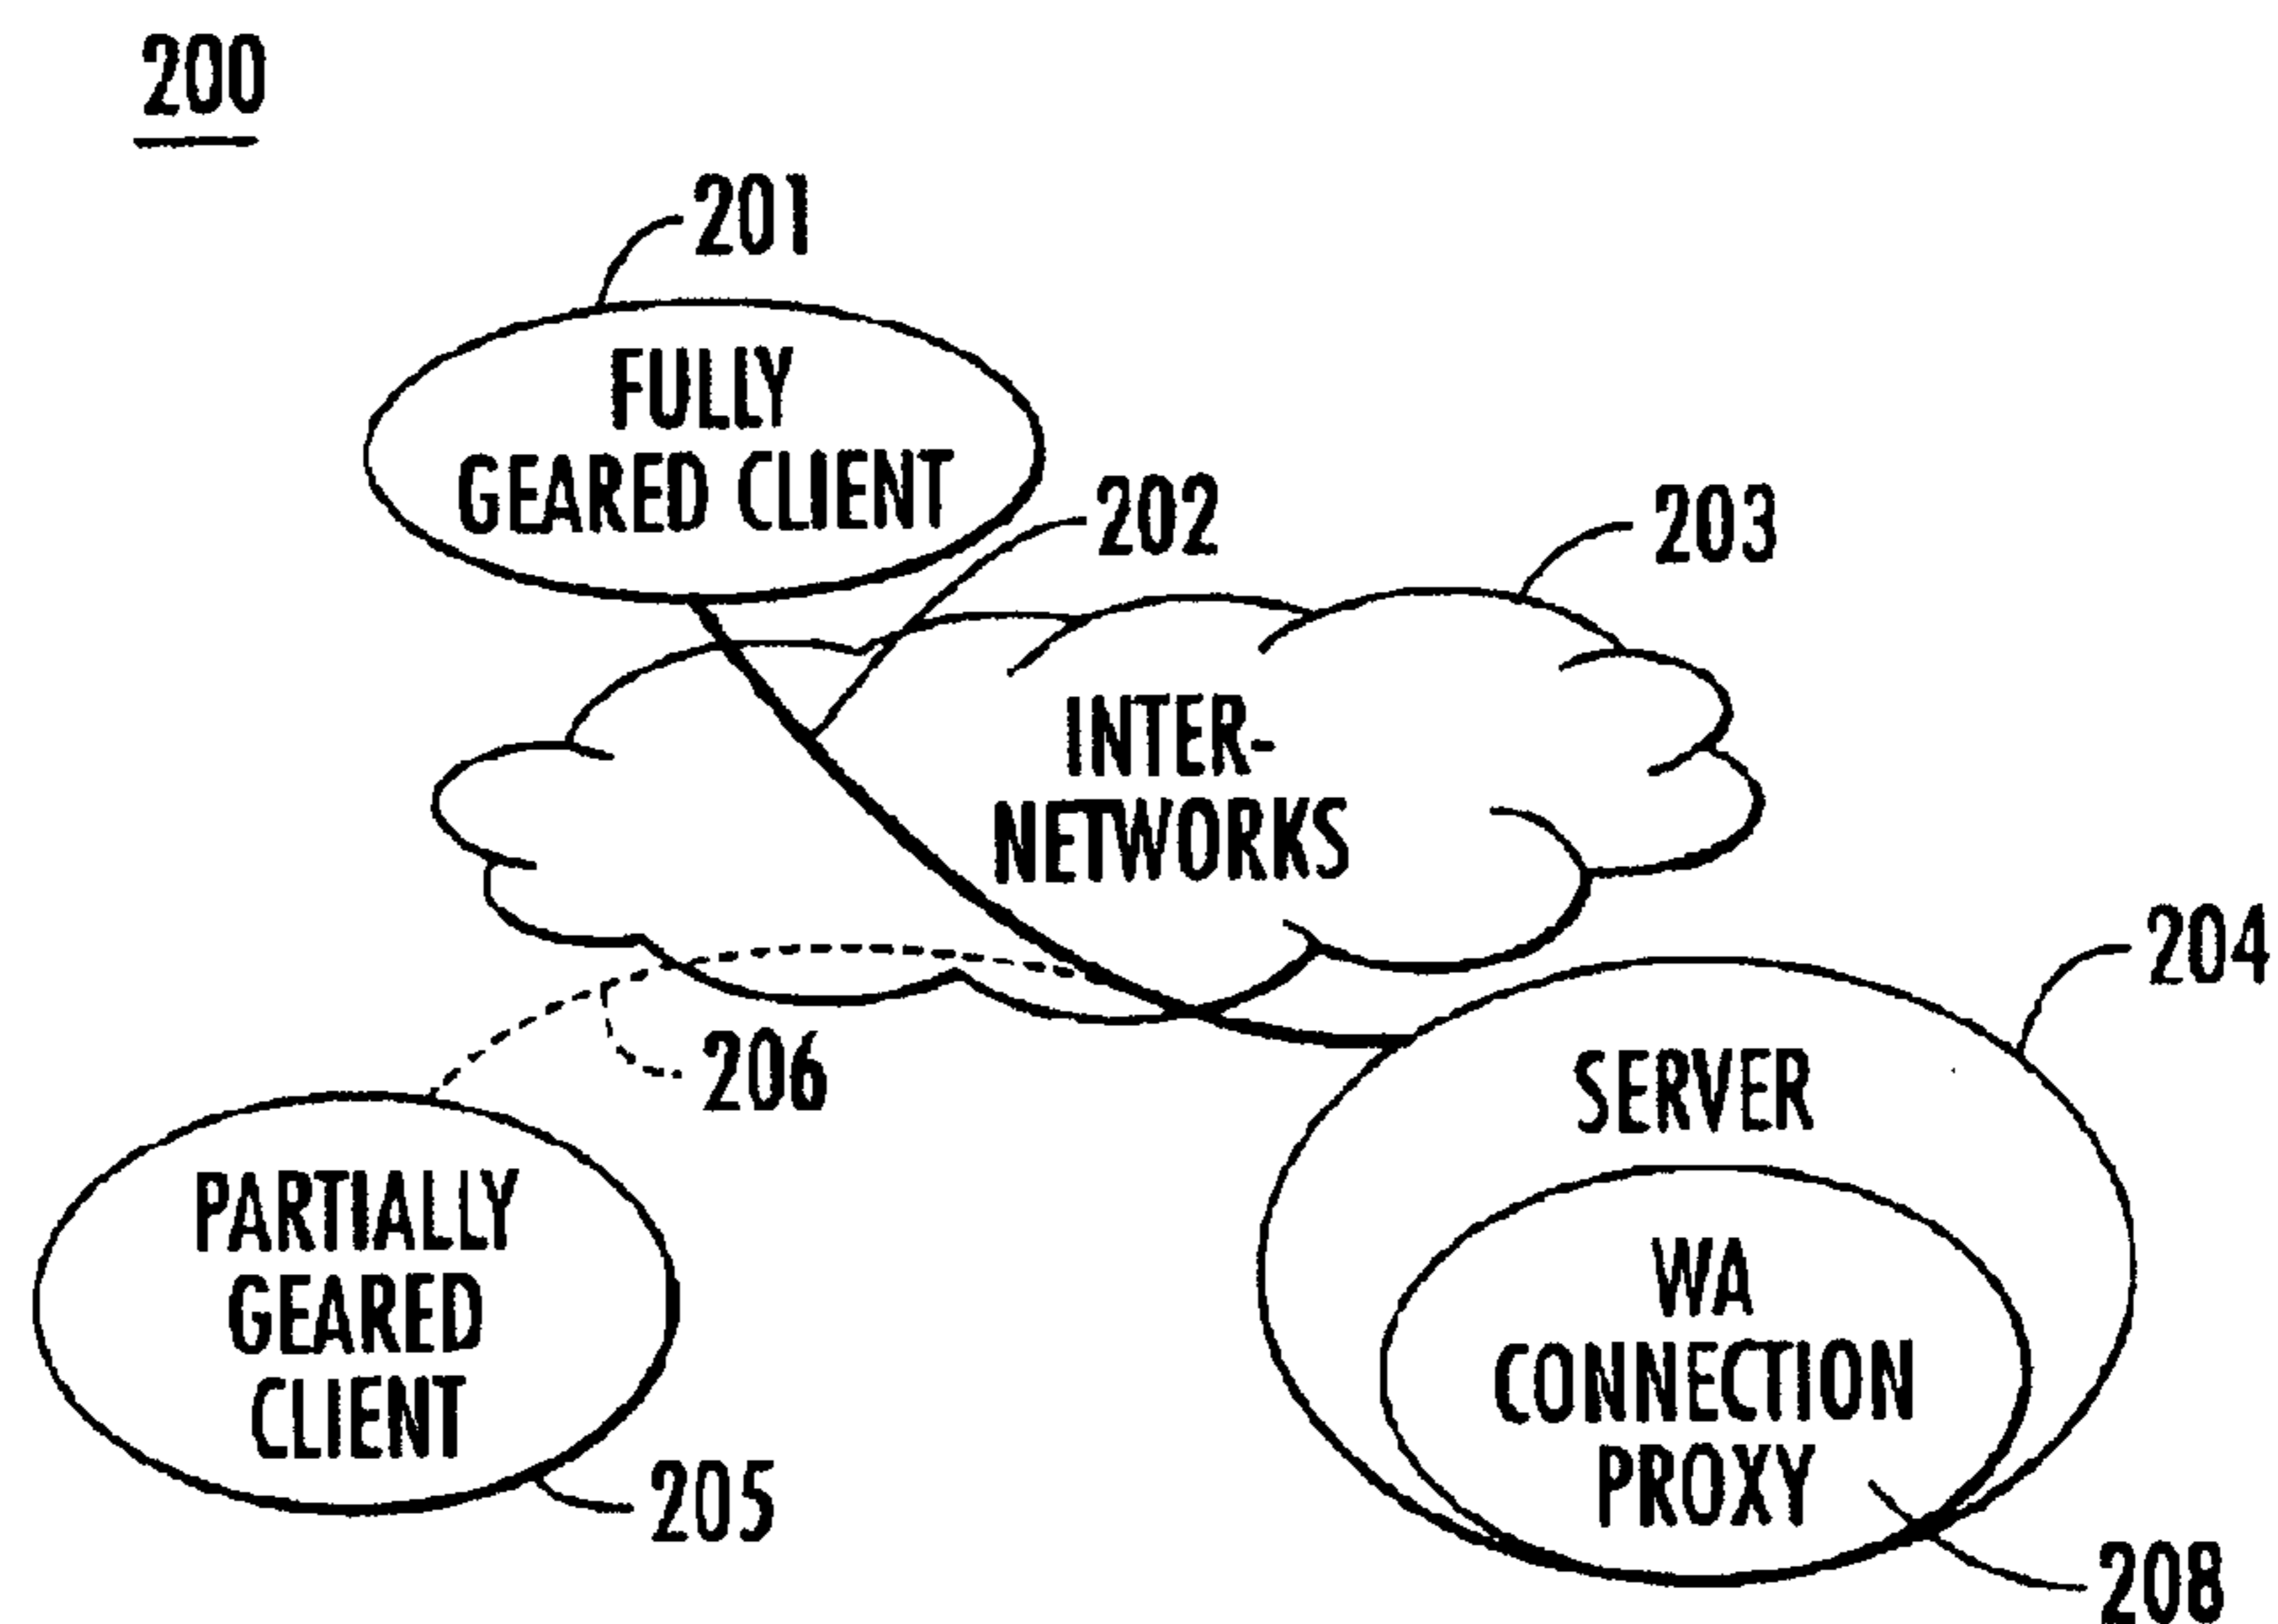 200
201
FULLY
GEARED CLIENT
202
203
INTER-
NETWORKS
204
206
SERVER
PARTIALLY
GEARED
CLIENT
205
WA
CONNECTION
PROXY
208